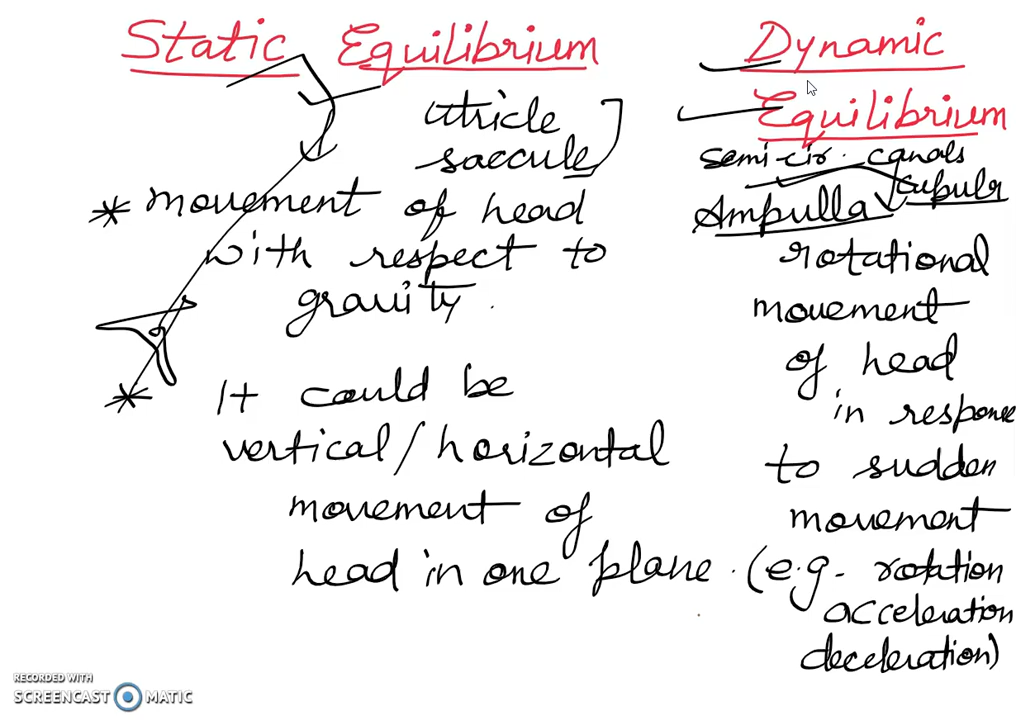 Static Equilibrium
utricle
saccule
* movement of head
with respect to
gravity.
* It could be
vertical/horizontal
movement of
head in one plane.
Dynamic
Equilibrium
semi-cir. canals
cupula
Ampulla
rotational
movement
of head
in response
to sudden
movement
(e.g. rotation
acceleration
deceleration)
RECORDED WITH
SCREENCAST MATIC